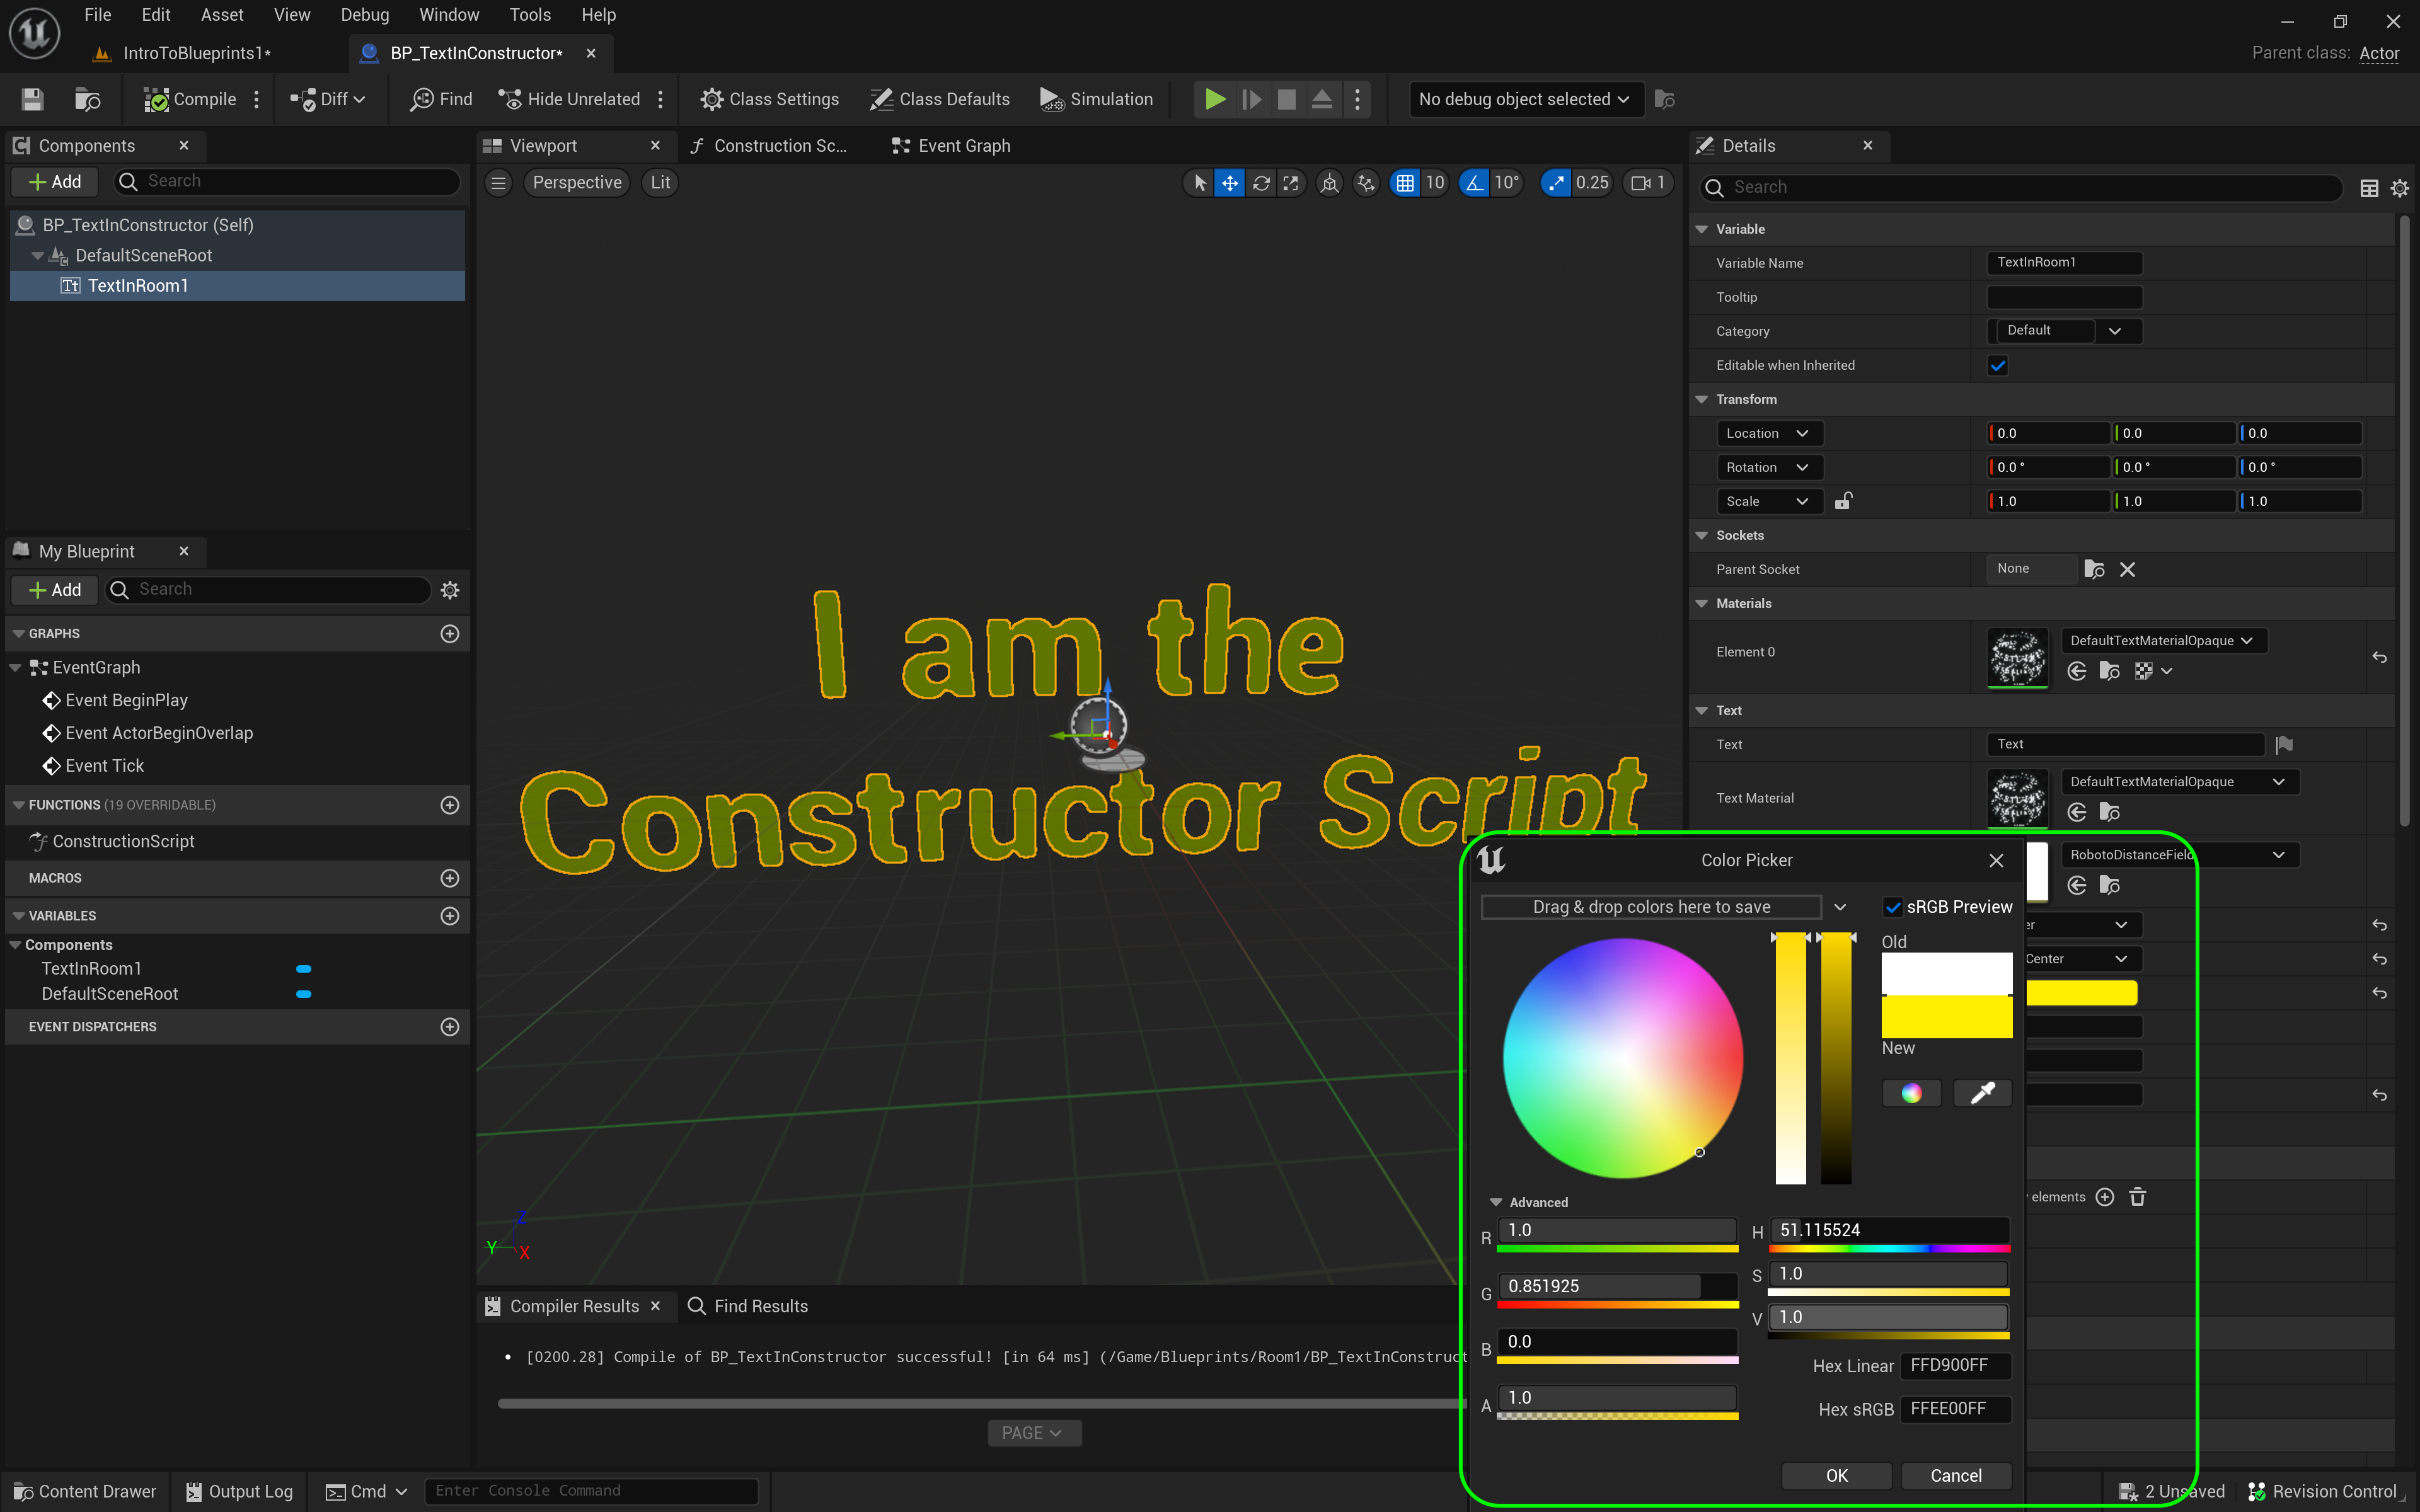 File Edit Asset View Debug Window Tools Help
IntroToBlueprints1*
BP_TextInConstructor*
Parent class: Actor
Compile
Diff
Find
Hide Unrelated
Class Settings
Class Defaults
Simulation
No debug object selected
Components
Add
Search
BP_TextInConstructor (Self)
DefaultSceneRoot
TextInRoom1
My Blueprint
Add
Search
GRAPHS
EventGraph
Event BeginPlay
Event ActorBeginOverlap
Event Tick
FUNCTIONS (19 OVERRIDABLE)
ConstructionScript
MACROS
VARIABLES
Components
TextInRoom1
DefaultSceneRoot
EVENT DISPATCHERS
Viewport
Construction Sc...
Event Graph
Perspective
Lit
10
10°
0.25
1
I am the
Constructor Script
Z
Y
X
Compiler Results
Find Results
[0200.28] Compile of BP_TextInConstructor successful! [in 64 ms] (/Game/Blueprints/Room1/BP_TextInConstruct
PAGE
Details
Search
Variable
Variable Name TextInRoom1
Tooltip
Category Default
Editable when Inherited
Transform
Location 0.0 0.0 0.0
Rotation 0.0 ° 0.0 ° 0.0 °
Scale 1.0 1.0 1.0
Sockets
Parent Socket None
Materials
Element 0 DefaultTextMaterialOpaque
Text
Text Text
Text Material DefaultTextMaterialOpaque
RobotoDistanceField
er
Center
elements
Color Picker
Drag & drop colors here to save
sRGB Preview
Old
New
Advanced
R 1.0
G 0.851925
B 0.0
A 1.0
H 51.115524
S 1.0
V 1.0
Hex Linear FFD900FF
Hex sRGB FFEE00FF
OK
Cancel
Content Drawer
Output Log
Cmd
Enter Console Command
2 Unsaved
Revision Control